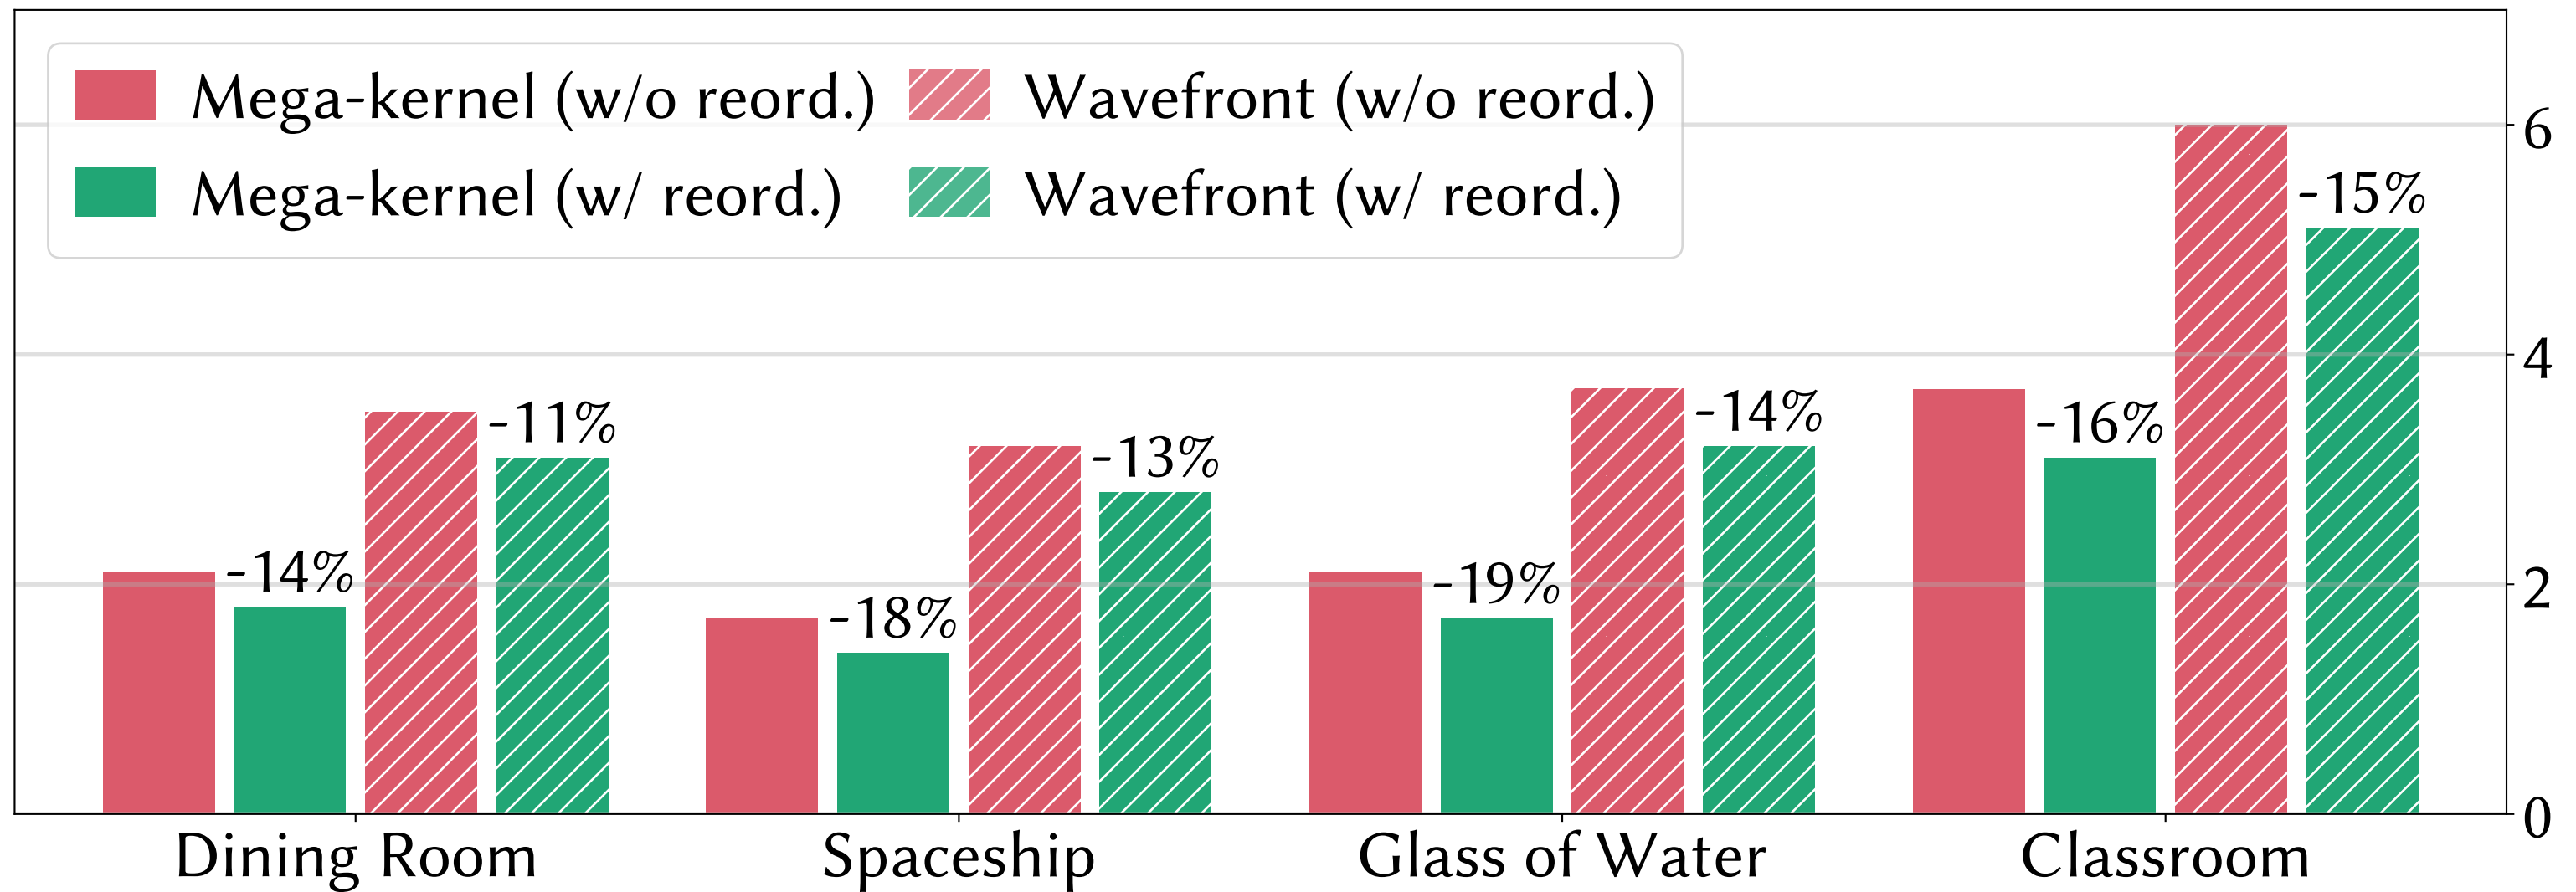 Mega-kernel (w/o reord.)
Wavefront (w/o reord.)
Mega-kernel (w/ reord.)
Wavefront (w/ reord.)
6
-15%
4
-11%
-13%
-14%
-16%
-14%
-18%
-19%
2
0
Dining Room
Spaceship
Glass of Water
Classroom